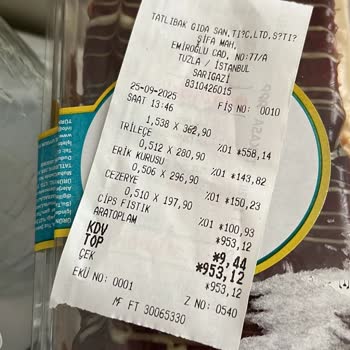 TATLIBAK GIDA SAN.TI?C.LTD.S?TI?
ŞİFA MAH.
EMİROĞLU CAD. NO:77/A
TUZLA / İSTANBUL
SARIGAZİ
8310426015
25-09-2025
SAAT 13:46 FİŞ NO: 0010
1,538 x 362,90
TRİLEÇE %01 *558,14
0,512 x 280,90
ERİK KURUSU %01 *143,82
0,506 x 296,90
CEZERYE %01 *150,23
0,510 x 197,90
CİPS FISTIK %01 *100,93
ARATOPLAM *953,12
KDV *9,44
TOP *953,12
ÇEK *953,12
EKÜ NO: 0001 Z NO: 0540
MF FT 30065330